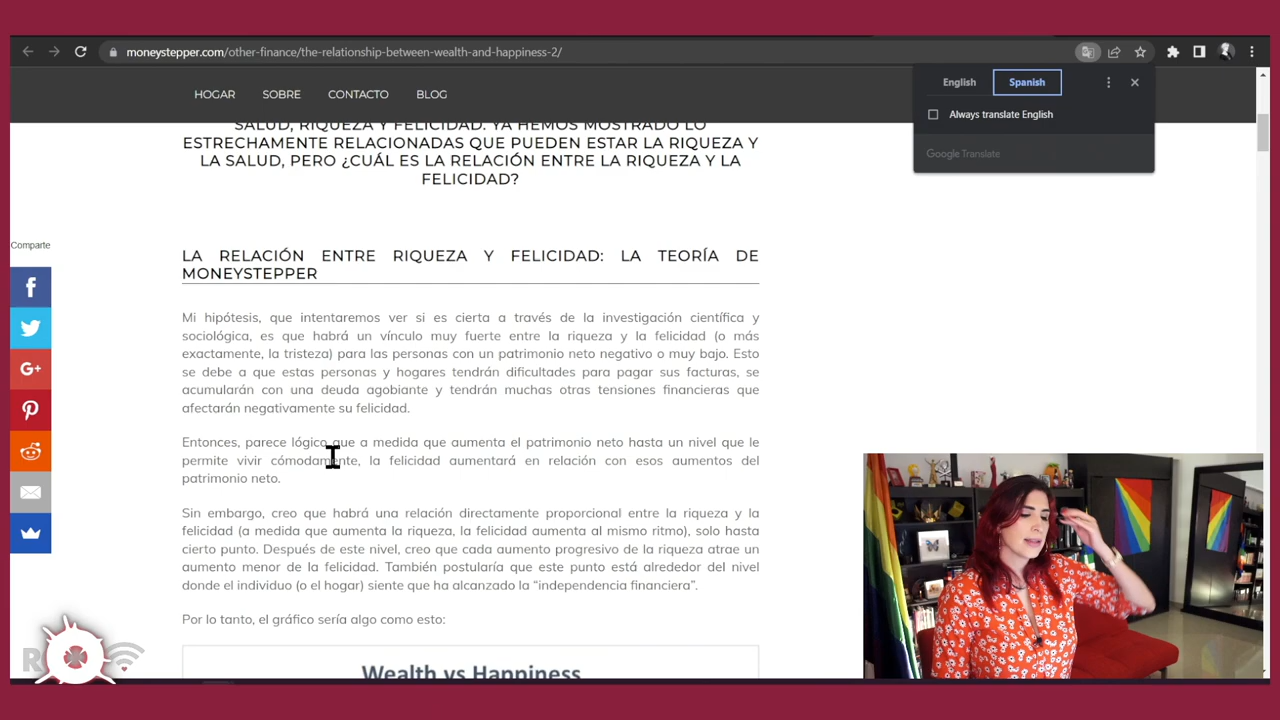 moneystepper.com/other-finance/the-relationship-between-wealth-and-happiness-2/
English Spanish
Always translate English
Google Translate
HOGAR SOBRE CONTACTO BLOG
SALUD, RIQUEZA Y FELICIDAD. YA HEMOS MOSTRADO LO
ESTRECHAMENTE RELACIONADAS QUE PUEDEN ESTAR LA RIQUEZA Y
LA SALUD, PERO ¿CUÁL ES LA RELACIÓN ENTRE LA RIQUEZA Y LA
FELICIDAD?
Comparte
LA RELACIÓN ENTRE RIQUEZA Y FELICIDAD: LA TEORÍA DE
MONEYSTEPPER
Mi hipótesis, que intentaremos ver si es cierta a través de la investigación científica y
sociológica, es que habrá un vínculo muy fuerte entre la riqueza y la felicidad (o más
exactamente, la tristeza) para las personas con un patrimonio neto negativo o muy bajo. Esto
se debe a que estas personas y hogares tendrán dificultades para pagar sus facturas, se
acumularán con una deuda agobiante y tendrán muchas otras tensiones financieras que
afectarán negativamente su felicidad.
Entonces, parece lógico que a medida que aumenta el patrimonio neto hasta un nivel que le
permite vivir cómodamente, la felicidad aumentará en relación con esos aumentos del
patrimonio neto.
Sin embargo, creo que habrá una relación directamente proporcional entre la riqueza y la
felicidad (a medida que aumenta la riqueza, la felicidad aumenta al mismo ritmo), solo hasta
cierto punto. Después de este nivel, creo que cada aumento progresivo de la riqueza atrae un
aumento menor de la felicidad. También postularía que este punto está alrededor del nivel
donde el individuo (o el hogar) siente que ha alcanzado la “independencia financiera”.
Por lo tanto, el gráfico sería algo como esto:
Wealth vs Happiness